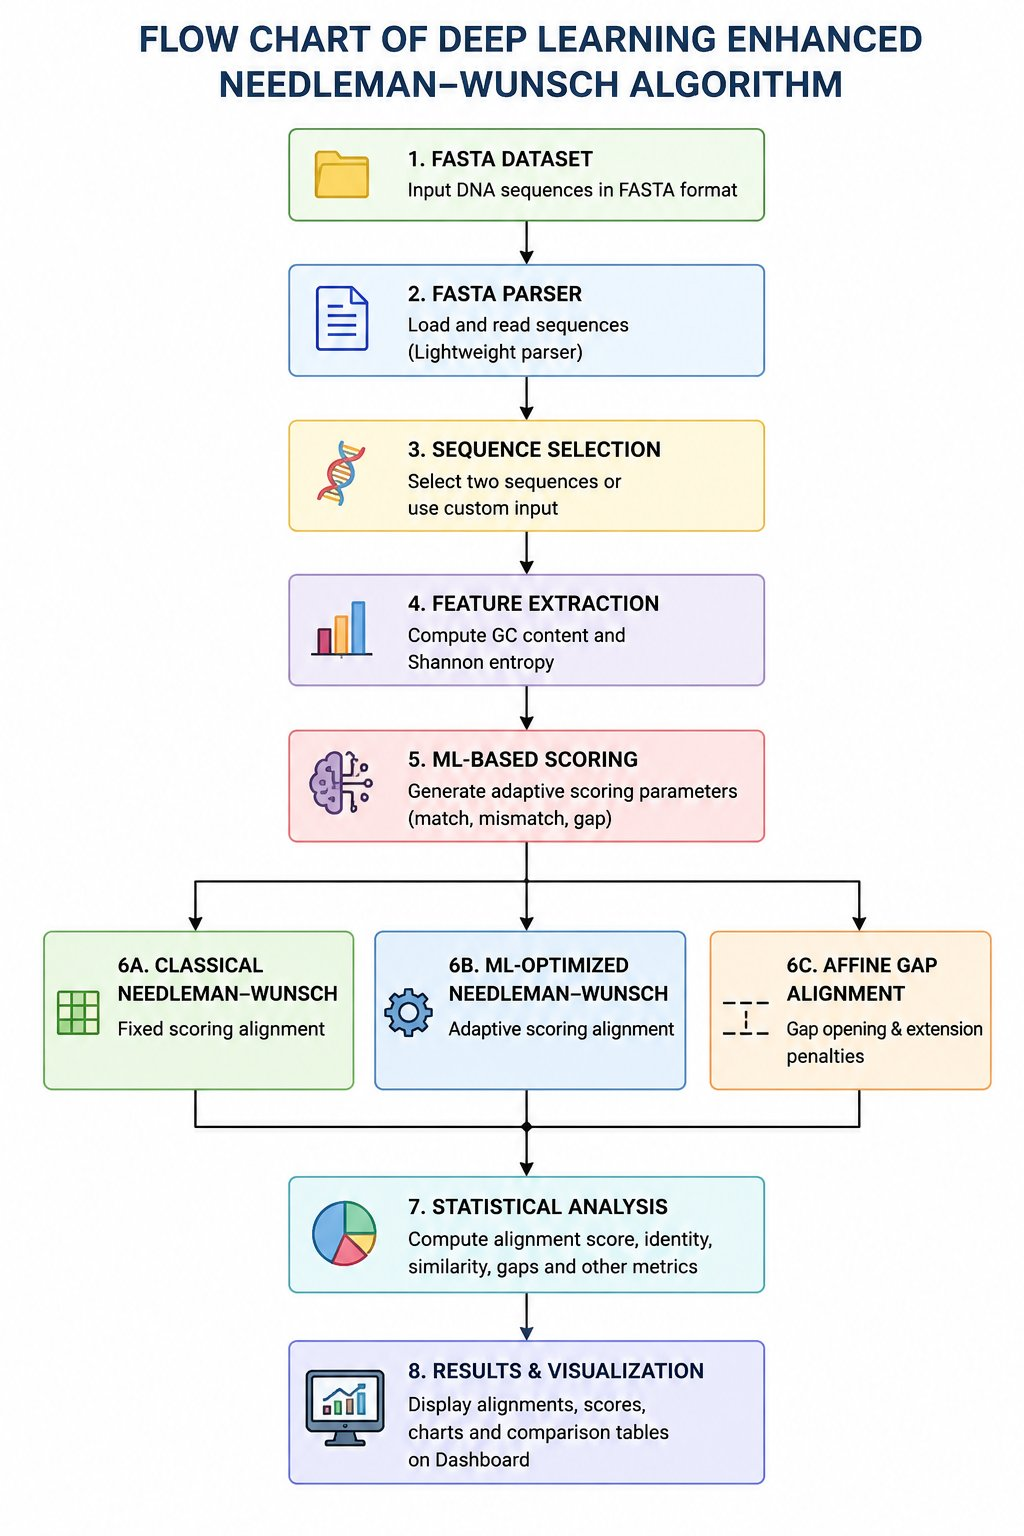 FLOW CHART OF DEEP LEARNING ENHANCED
NEEDLEMAN–WUNSCH ALGORITHM
1. FASTA DATASET
Input DNA sequences in FASTA format
2. FASTA PARSER
Load and read sequences
(Lightweight parser)
3. SEQUENCE SELECTION
Select two sequences or
use custom input
4. FEATURE EXTRACTION
Compute GC content and
Shannon entropy
5. ML-BASED SCORING
Generate adaptive scoring parameters
(match, mismatch, gap)
6A. CLASSICAL
NEEDLEMAN–WUNSCH
Fixed scoring alignment
6B. ML-OPTIMIZED
NEEDLEMAN–WUNSCH
Adaptive scoring alignment
6C. AFFINE GAP
ALIGNMENT
Gap opening & extension
penalties
7. STATISTICAL ANALYSIS
Compute alignment score, identity,
similarity, gaps and other metrics
8. RESULTS & VISUALIZATION
Display alignments, scores,
charts and comparison tables
on Dashboard